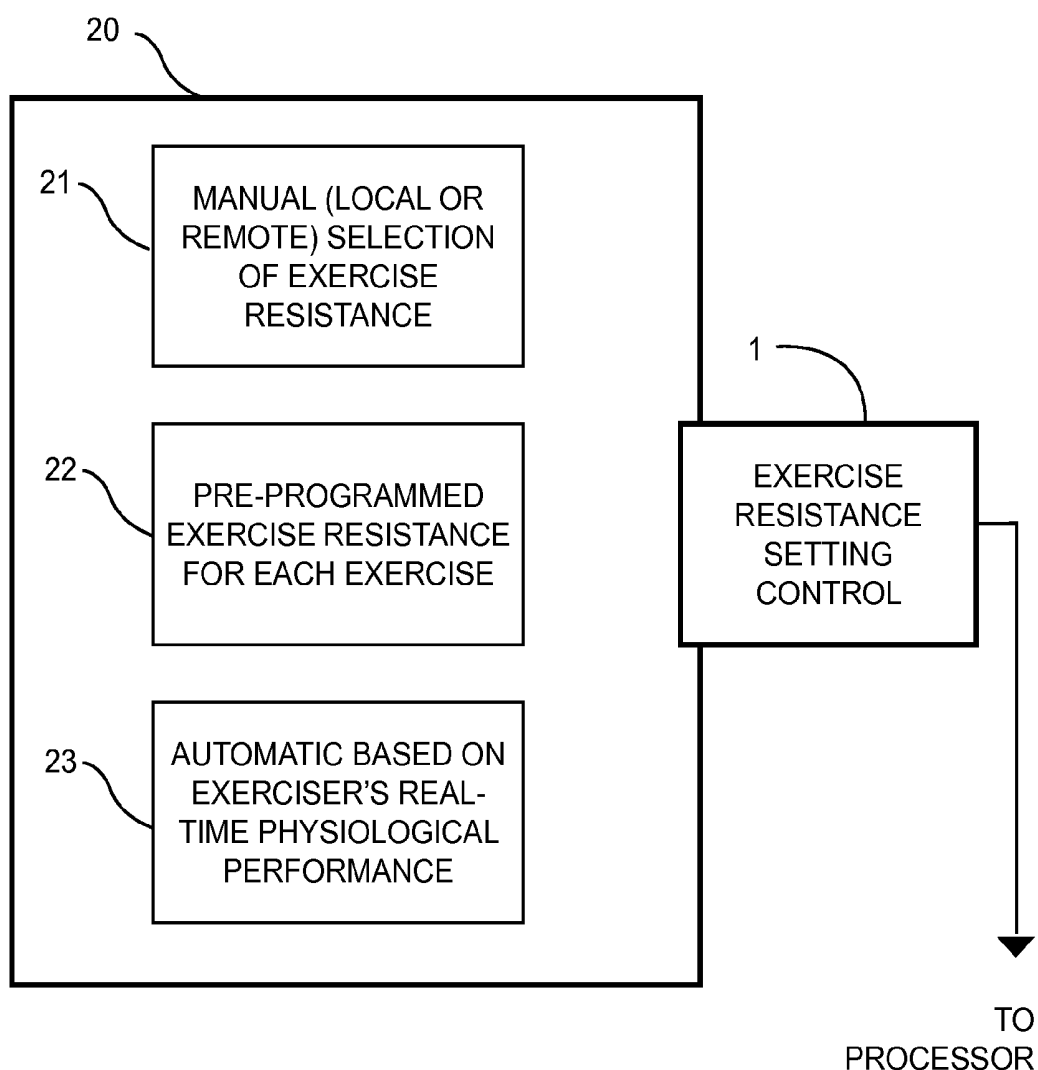 20
21
MANUAL (LOCAL OR
REMOTE) SELECTION
OF EXERCISE
RESISTANCE
1
22
PRE-PROGRAMMED
EXERCISE RESISTANCE
FOR EACH EXERCISE
EXERCISE
RESISTANCE
SETTING
CONTROL
23
AUTOMATIC BASED ON
EXERCISER'S REAL-
TIME PHYSIOLOGICAL
PERFORMANCE
TO
PROCESSOR